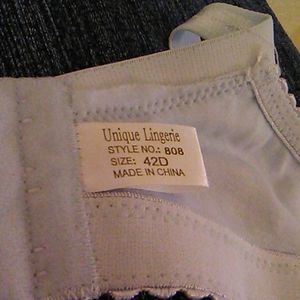 Unique Lingerie
STYLE NO.: 808
SIZE: 42D
MADE IN CHINA